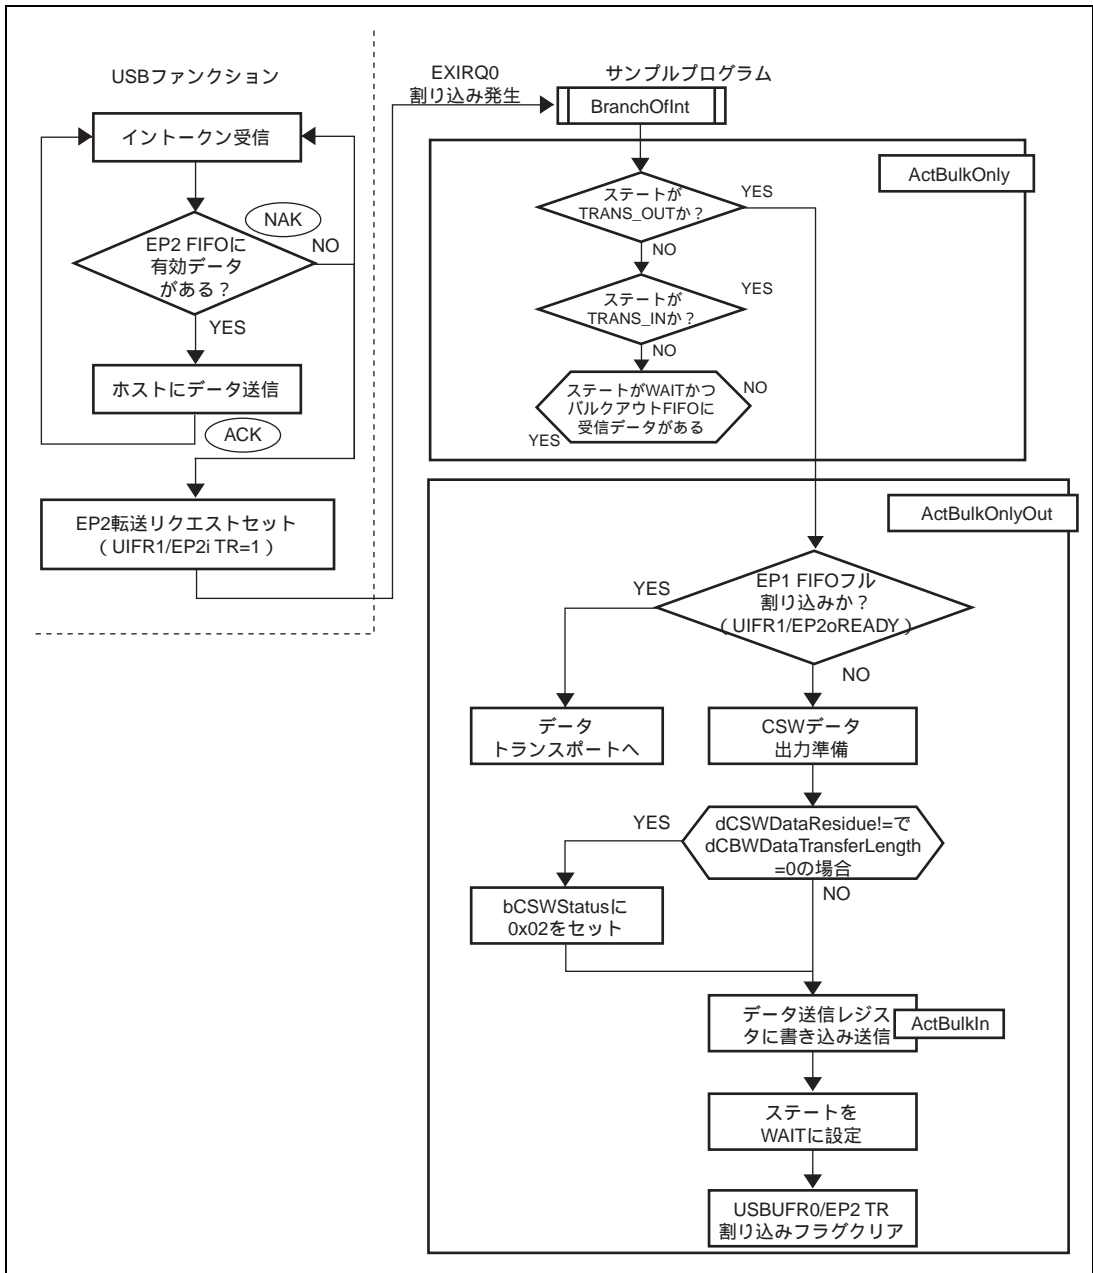 USBファンクション
イントークン受信
NAK
EP2 FIFOに
有効データ
がある？
NO
YES
ホストにデータ送信
ACK
EP2転送リクエストセット
（UIFR1/EP2i TR=1）
EXIRQ0
割り込み発生
サンプルプログラム
BranchOfInt
ActBulkOnly
ステートが
TRANS_OUTか？
YES
NO
ステートが
TRANS_INか？
YES
NO
ステートがWAITかつ
バルクアウトFIFOに
受信データがある
NO
YES
ActBulkOnlyOut
EP1 FIFOフル
割り込みか？
（UIFR1/EP2oREADY）
YES
NO
データ
トランスポートへ
CSWデータ
出力準備
dCSWDataResidue!=で
dCBWDataTransferLength
=0の場合
YES
NO
bCSWStatusに
0x02をセット
データ送信レジス
タに書き込み送信
ActBulkIn
ステートを
WAITに設定
USBUFR0/EP2 TR
割り込みフラグクリア